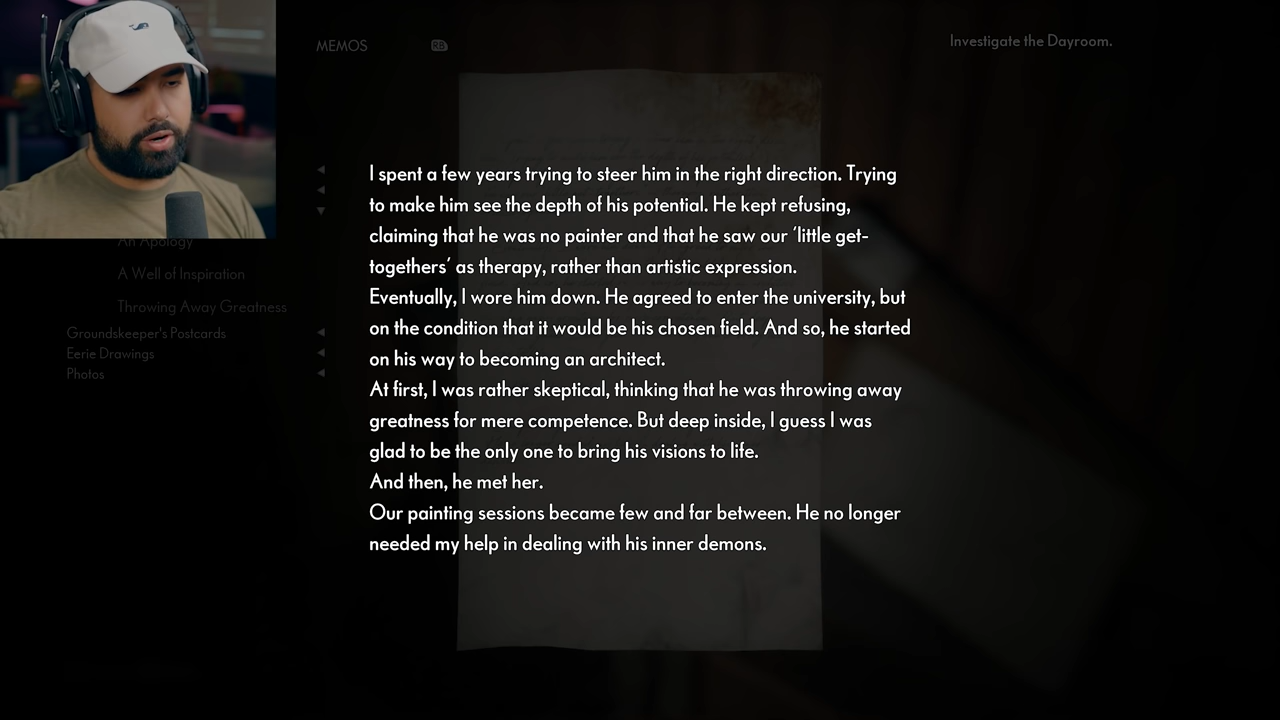 MEMOS
RB
Investigate the Dayroom.
An Apology
A Well of Inspiration
Throwing Away Greatness
Groundskeeper's Postcards
Eerie Drawings
Photos
I spent a few years trying to steer him in the right direction. Trying
to make him see the depth of his potential. He kept refusing,
claiming that he was no painter and that he saw our 'little get-
togethers' as therapy, rather than artistic expression.
Eventually, I wore him down. He agreed to enter the university, but
on the condition that it would be his chosen field. And so, he started
on his way to becoming an architect.
At first, I was rather skeptical, thinking that he was throwing away
greatness for mere competence. But deep inside, I guess I was
glad to be the only one to bring his visions to life.
And then, he met her.
Our painting sessions became few and far between. He no longer
needed my help in dealing with his inner demons.